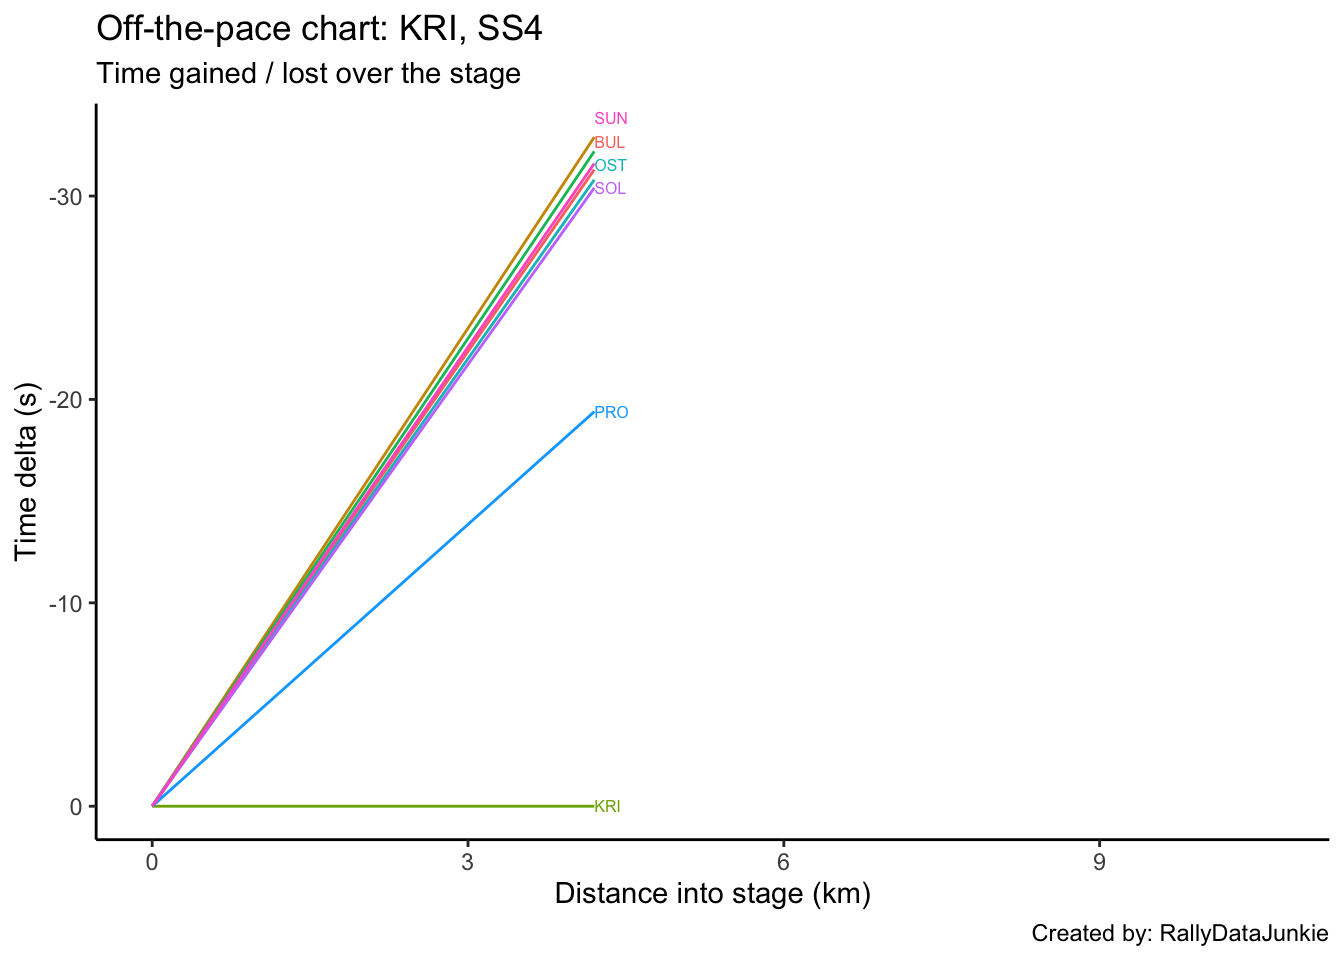 Off-the-pace chart: KRI, SS4
Time gained / lost over the stage
SUN
BUL
OST
SOL
PRO
KRI
-30
-20
-10
0
Time delta (s)
0 3 6 9
Distance into stage (km)
Created by: RallyDataJunkie